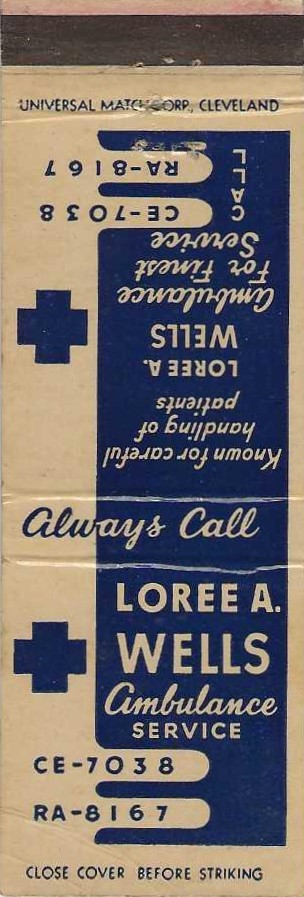 UNIVERSAL MATCH CORP., CLEVELAND
Always Call
LOREE A.
WELLS
Ambulance
SERVICE
CE-7038
RA-8167
CLOSE COVER BEFORE STRIKING
Known for careful
handling of
patients
LOREE A.
WELLS
Ambulance
For Finest
Service
CALL
CE-7038
RA-8167